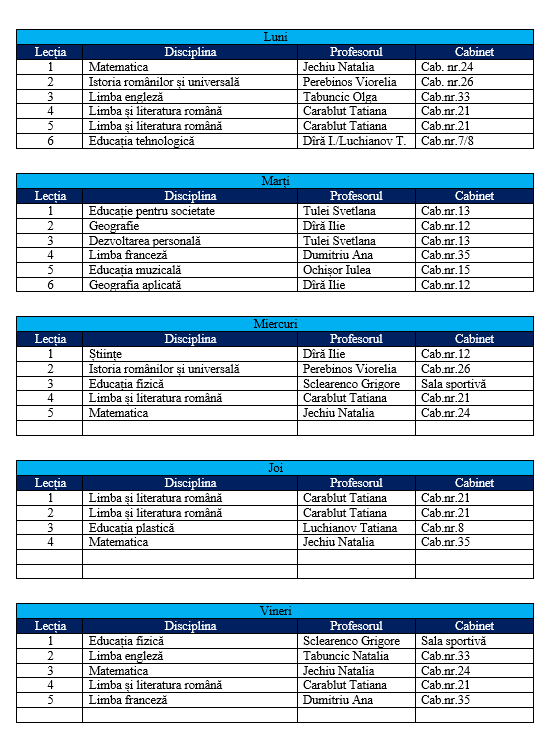 Luni
Lecția Disciplina Profesorul Cabinet
1 Matematica Jechiu Natalia Cab. nr.24
2 Istoria românilor și universală Perebinos Viorelia Cab. nr.26
3 Limba engleză Tabuncic Olga Cab.nr.33
4 Limba și literatura română Carablut Tatiana Cab.nr.21
5 Limba și literatura română Carablut Tatiana Cab.nr.21
6 Educația tehnologică Dîră I./Luchianov T. Cab.nr.7/8
Marți
Lecția Disciplina Profesorul Cabinet
1 Educație pentru societate Tulei Svetlana Cab.nr.13
2 Geografie Dîră Ilie Cab.nr.12
3 Dezvoltarea personală Tulei Svetlana Cab.nr.13
4 Limba franceză Dumitriu Ana Cab.nr.35
5 Educația muzicală Ochișor Iulea Cab.nr.15
6 Geografia aplicată Dîră Ilie Cab.nr.12
Miercuri
Lecția Disciplina Profesorul Cabinet
1 Științe Dîră Ilie Cab.nr.12
2 Istoria românilor și universală Perebinos Viorelia Cab.nr.26
3 Educația fizică Sclearenco Grigore Sala sportivă
4 Limba și literatura română Carablut Tatiana Cab.nr.21
5 Matematica Jechiu Natalia Cab.nr.24
Joi
Lecția Disciplina Profesorul Cabinet
1 Limba și literatura română Carablut Tatiana Cab.nr.21
2 Limba și literatura română Carablut Tatiana Cab.nr.21
3 Educația plastică Luchianov Tatiana Cab.nr.8
4 Matematica Jechiu Natalia Cab.nr.35
Vineri
Lecția Disciplina Profesorul Cabinet
1 Educația fizică Sclearenco Grigore Sala sportivă
2 Limba engleză Tabuncic Natalia Cab.nr.33
3 Matematica Jechiu Natalia Cab.nr.24
4 Limba și literatura română Carablut Tatiana Cab.nr.21
5 Limba franceză Dumitriu Ana Cab.nr.35